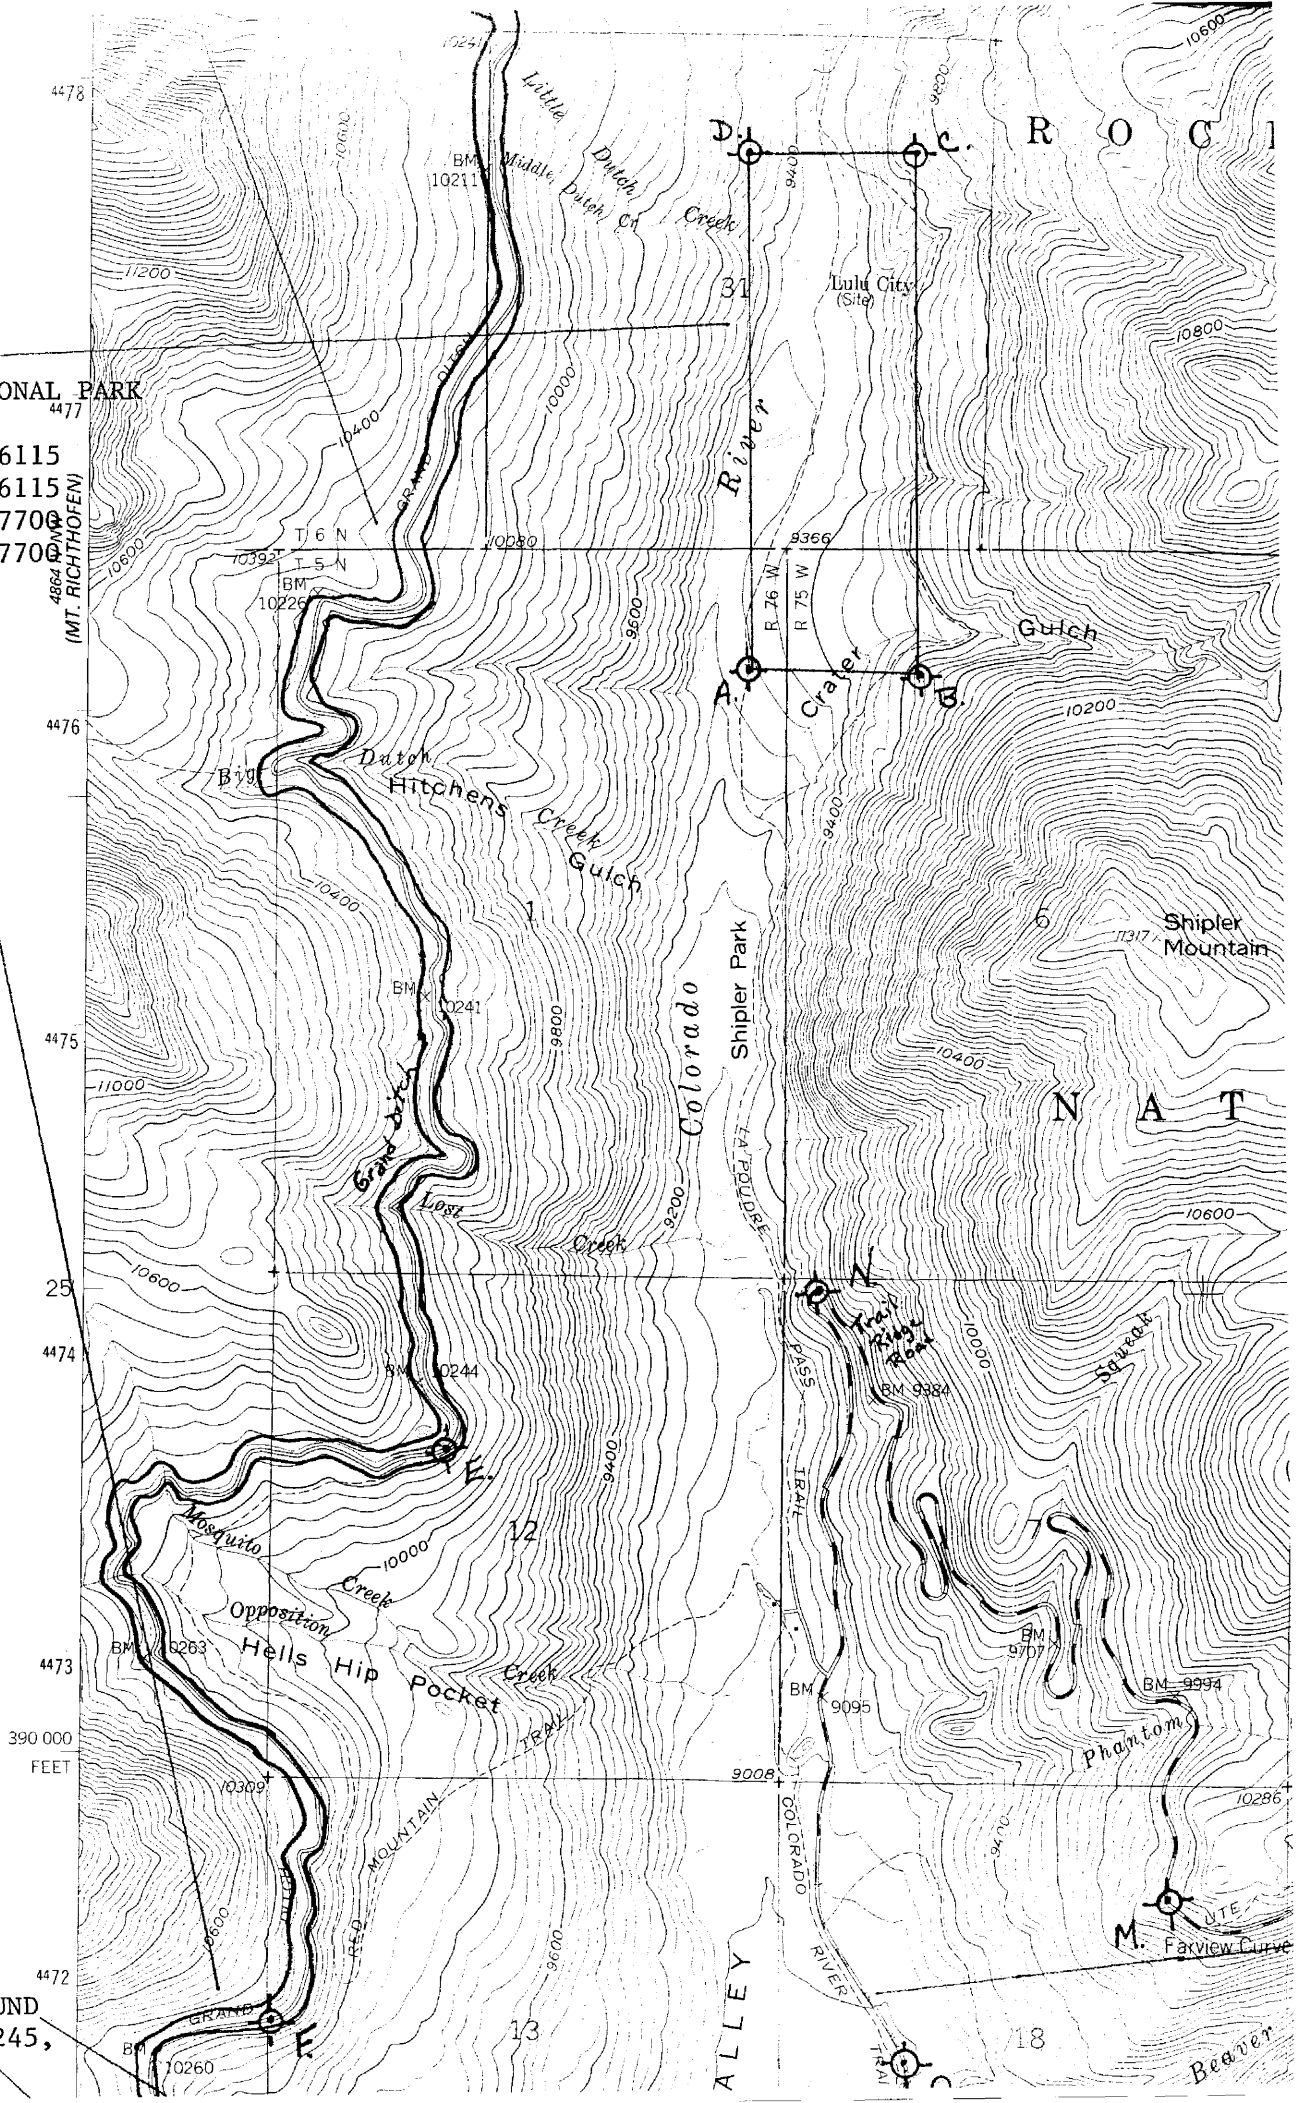 10241
10600
4478
Little
9800
10600
D.
C.
R O C
BM
10211
Middle Dutch Cr
Dutch
Creek
9400
11200
31
Lulu City
(Site)
10800
DITCH
ONAL PARK
4477
10000
10400
River
6115
6115
7700
7700
GRAND
4864
(MT. RICHTHOFEN)
10600
T 6 N
10392
T 5 N
10080
9366
BM
10226
R 76 W
R 75 W
9600
Gulch
A.
Crater
B.
10200
4476
Big
Dutch
Hitchens
Creek
Gulch
9400
10400
1
6
11317
Shipler
Mountain
Shipler Park
BM
10241
Colorado
9800
4475
10400
11000
Grand Ditch
N A T
LA POUDRE
Lost
Creek
9200
10600
10600
25
N.
Trail
Ridge
Road
10000
Squeak
4474
BM 10244
PASS
BM 9384
E.
9400
TRAIL
Mosquito
12
7
10000
Creek
Opposition
BM 10263
Hells Hip Pocket
Creek
BM
9707
4473
BM
9095
BM 9994
TRAIL
Phantom
390 000
FEET
10309
9008
10286
MOUNTAIN
COLORADO
9400
DITCH
RED
10600
9600
M.
UTE
Farview Curve
4472
RIVER
UND
GRAND
ALLEY
245,
F.
13
18
BM
10260
TRAI
Beaver